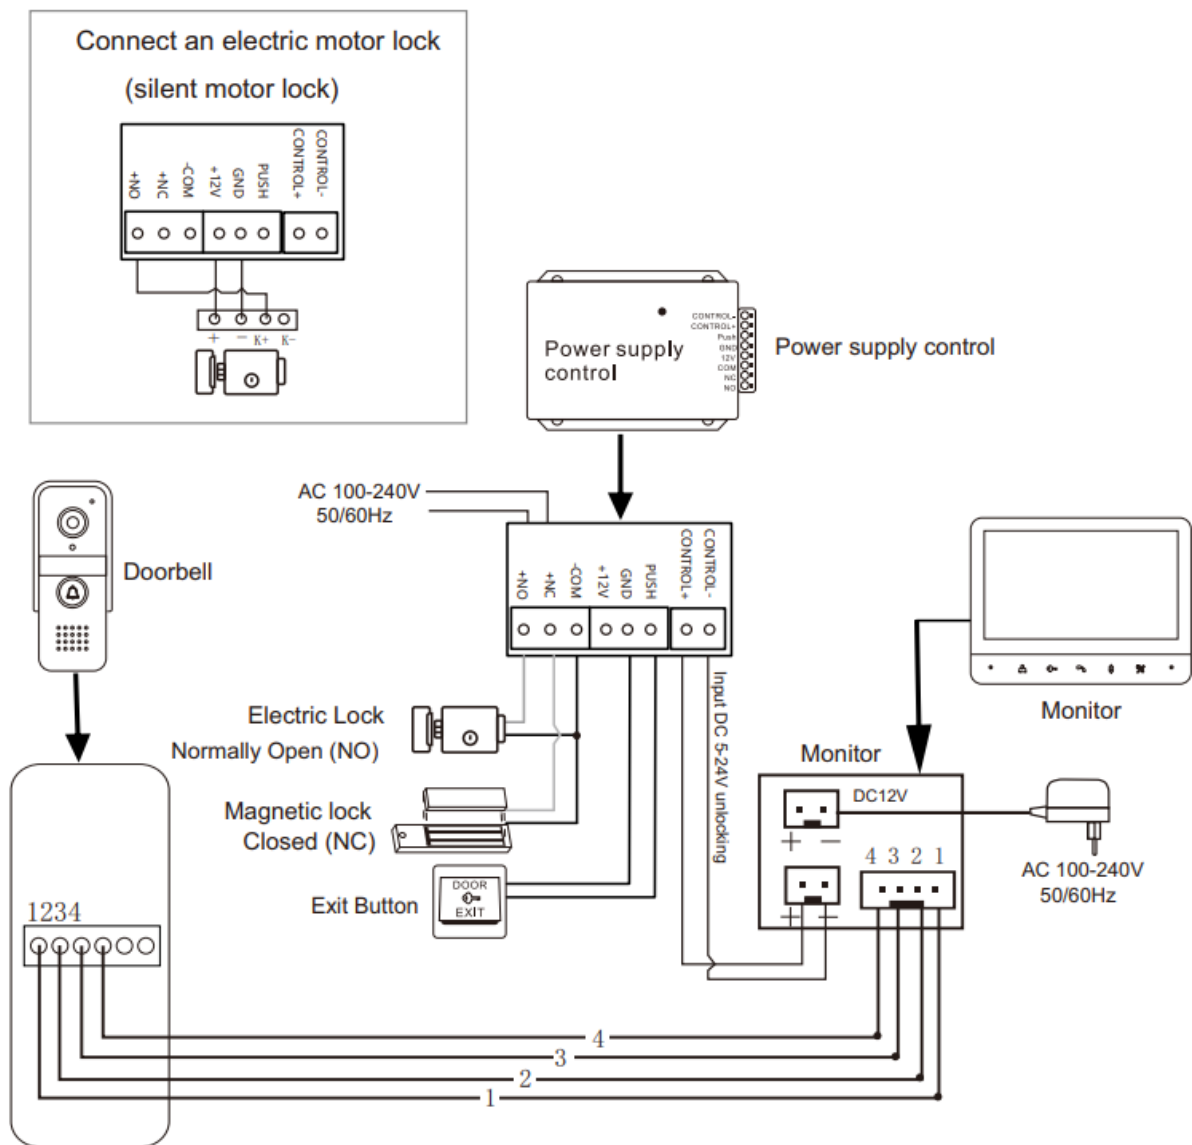 Connect an electric motor lock
(silent motor lock)
+NO
+NC
-COM
+12V
GND
PUSH
CONTROL+
CONTROL-
+ − K+ K-
Power supply
control
CONTROL-
CONTROL+
Push
GND
12V
COM
NC
NO
Power supply control
AC 100-240V
50/60Hz
Doorbell
+NO
+NC
-COM
+12V
GND
PUSH
CONTROL+
CONTROL-
Input DC 5-24V unlocking
Electric Lock
Normally Open (NO)
Magnetic lock
Closed (NC)
Exit Button
DOOR
EXIT
Monitor
Monitor
DC12V
+ −
4 3 2 1
+ −
AC 100-240V
50/60Hz
1234
4
3
2
1